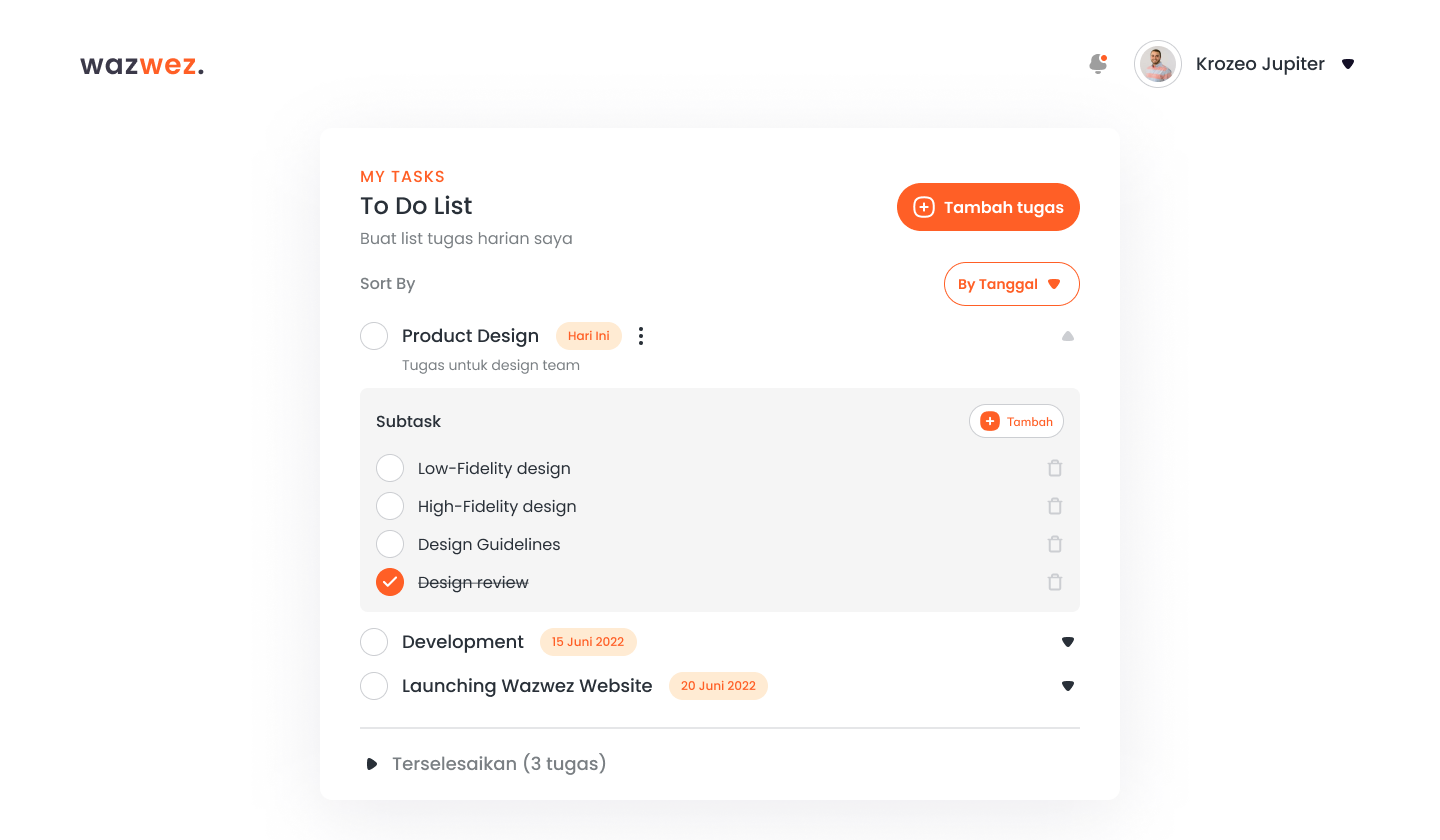 wazwez.
Krozeo Jupiter
MY TASKS
To Do List
Buat list tugas harian saya
Tambah tugas
Sort By
By Tanggal
Product Design
Hari Ini
Tugas untuk design team
Subtask
Tambah
Low-Fidelity design
High-Fidelity design
Design Guidelines
Design review
Development
15 Juni 2022
Launching Wazwez Website
20 Juni 2022
Terselesaikan (3 tugas)